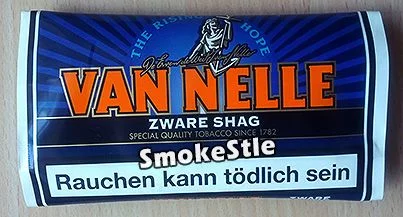 THE RISING HOPE
VAN NELLE
ZWARE SHAG
SPECIAL QUALITY TOBACCO SINCE 1782
SmokeStle
Rauchen kann tödlich sein
ZWARE